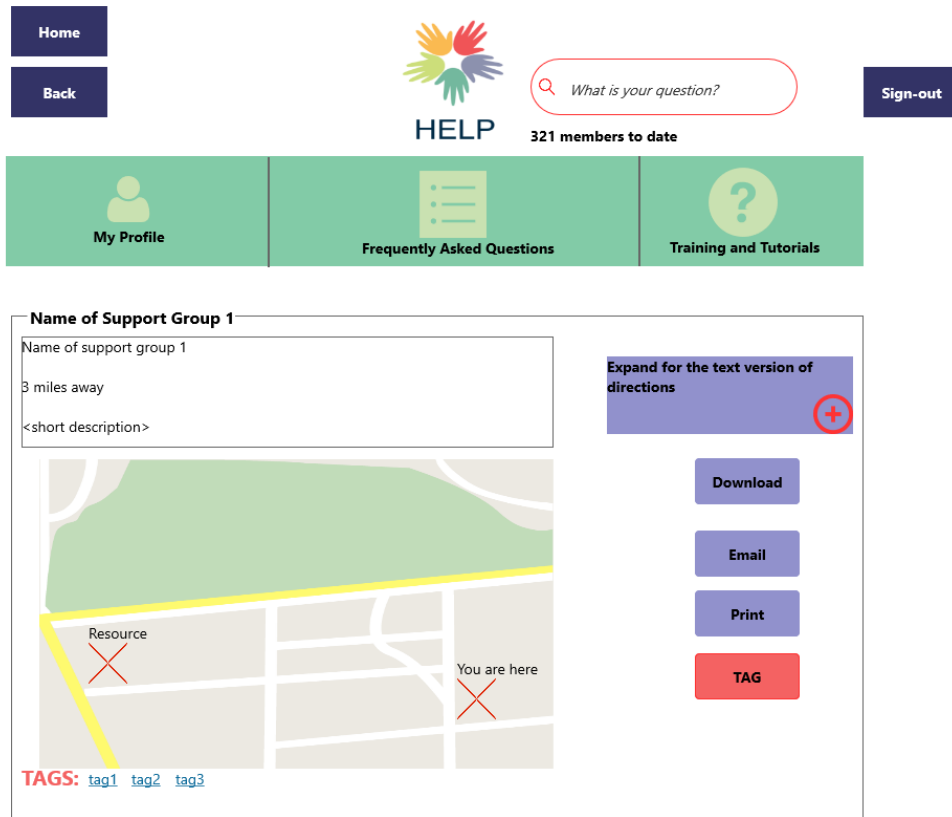 Home
Back
HELP
What is your question?
321 members to date
Sign-out
My Profile
Frequently Asked Questions
?
Training and Tutorials
Name of Support Group 1
Name of support group 1
3 miles away
<short description>
Expand for the text version of
directions
Download
Email
Print
TAG
Resource
You are here
TAGS: tag1 tag2 tag3